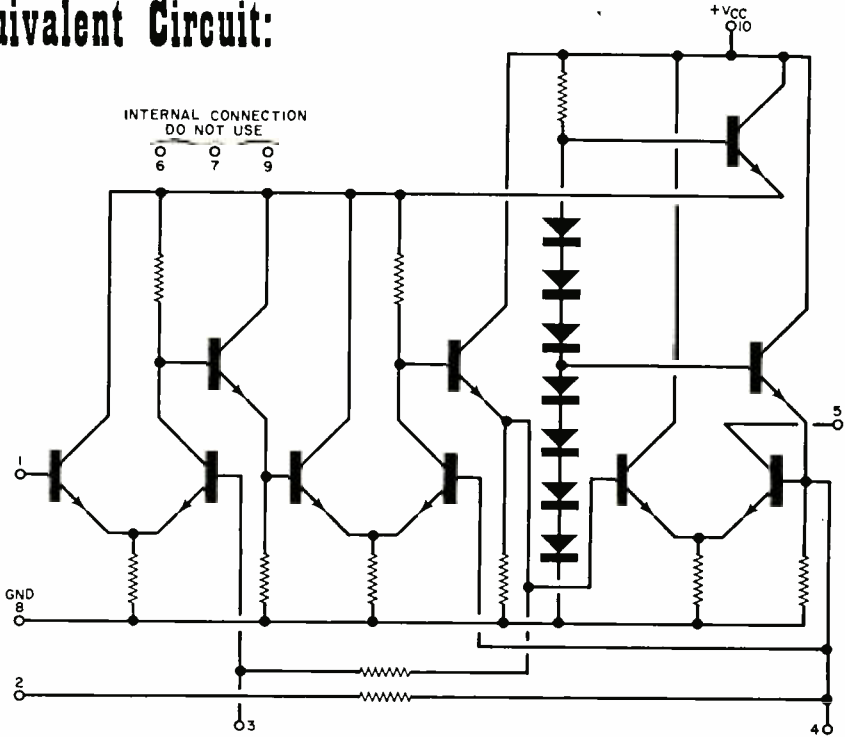 uivalent Circuit:
+VCC
10
INTERNAL CONNECTION
DO NOT USE
6 7 9
5
1
GND
8
2
3
4